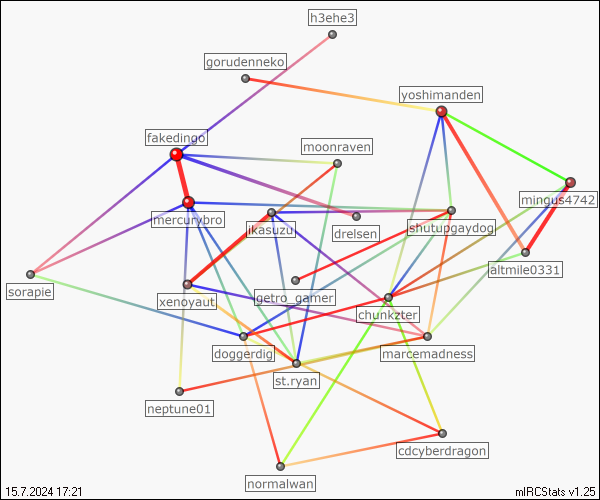 h3ehe3
gorudenneko
yoshimanden
fakedingo
moonraven
mingus4742
mercurybro
ikasuzu
drelsen
shutupgaydog
altmile0331
sorapie
xenoyaut
getro_gamer
chunkzter
doggerdig
marcemadness
st.ryan
neptune01
cdcyberdragon
normalwan
15.7.2024 17:21
mIRCStats v1.25